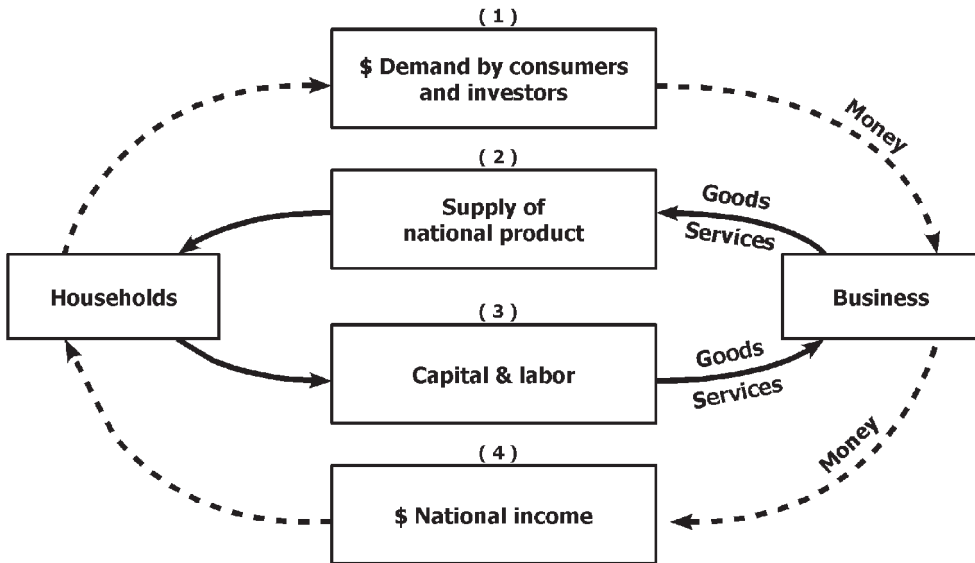 ( 1 )
$ Demand by consumers
and investors
Money
( 2 )
Supply of
national product
Goods
Services
Households
Business
( 3 )
Capital & labor
Goods
Services
( 4 )
$ National income
Money